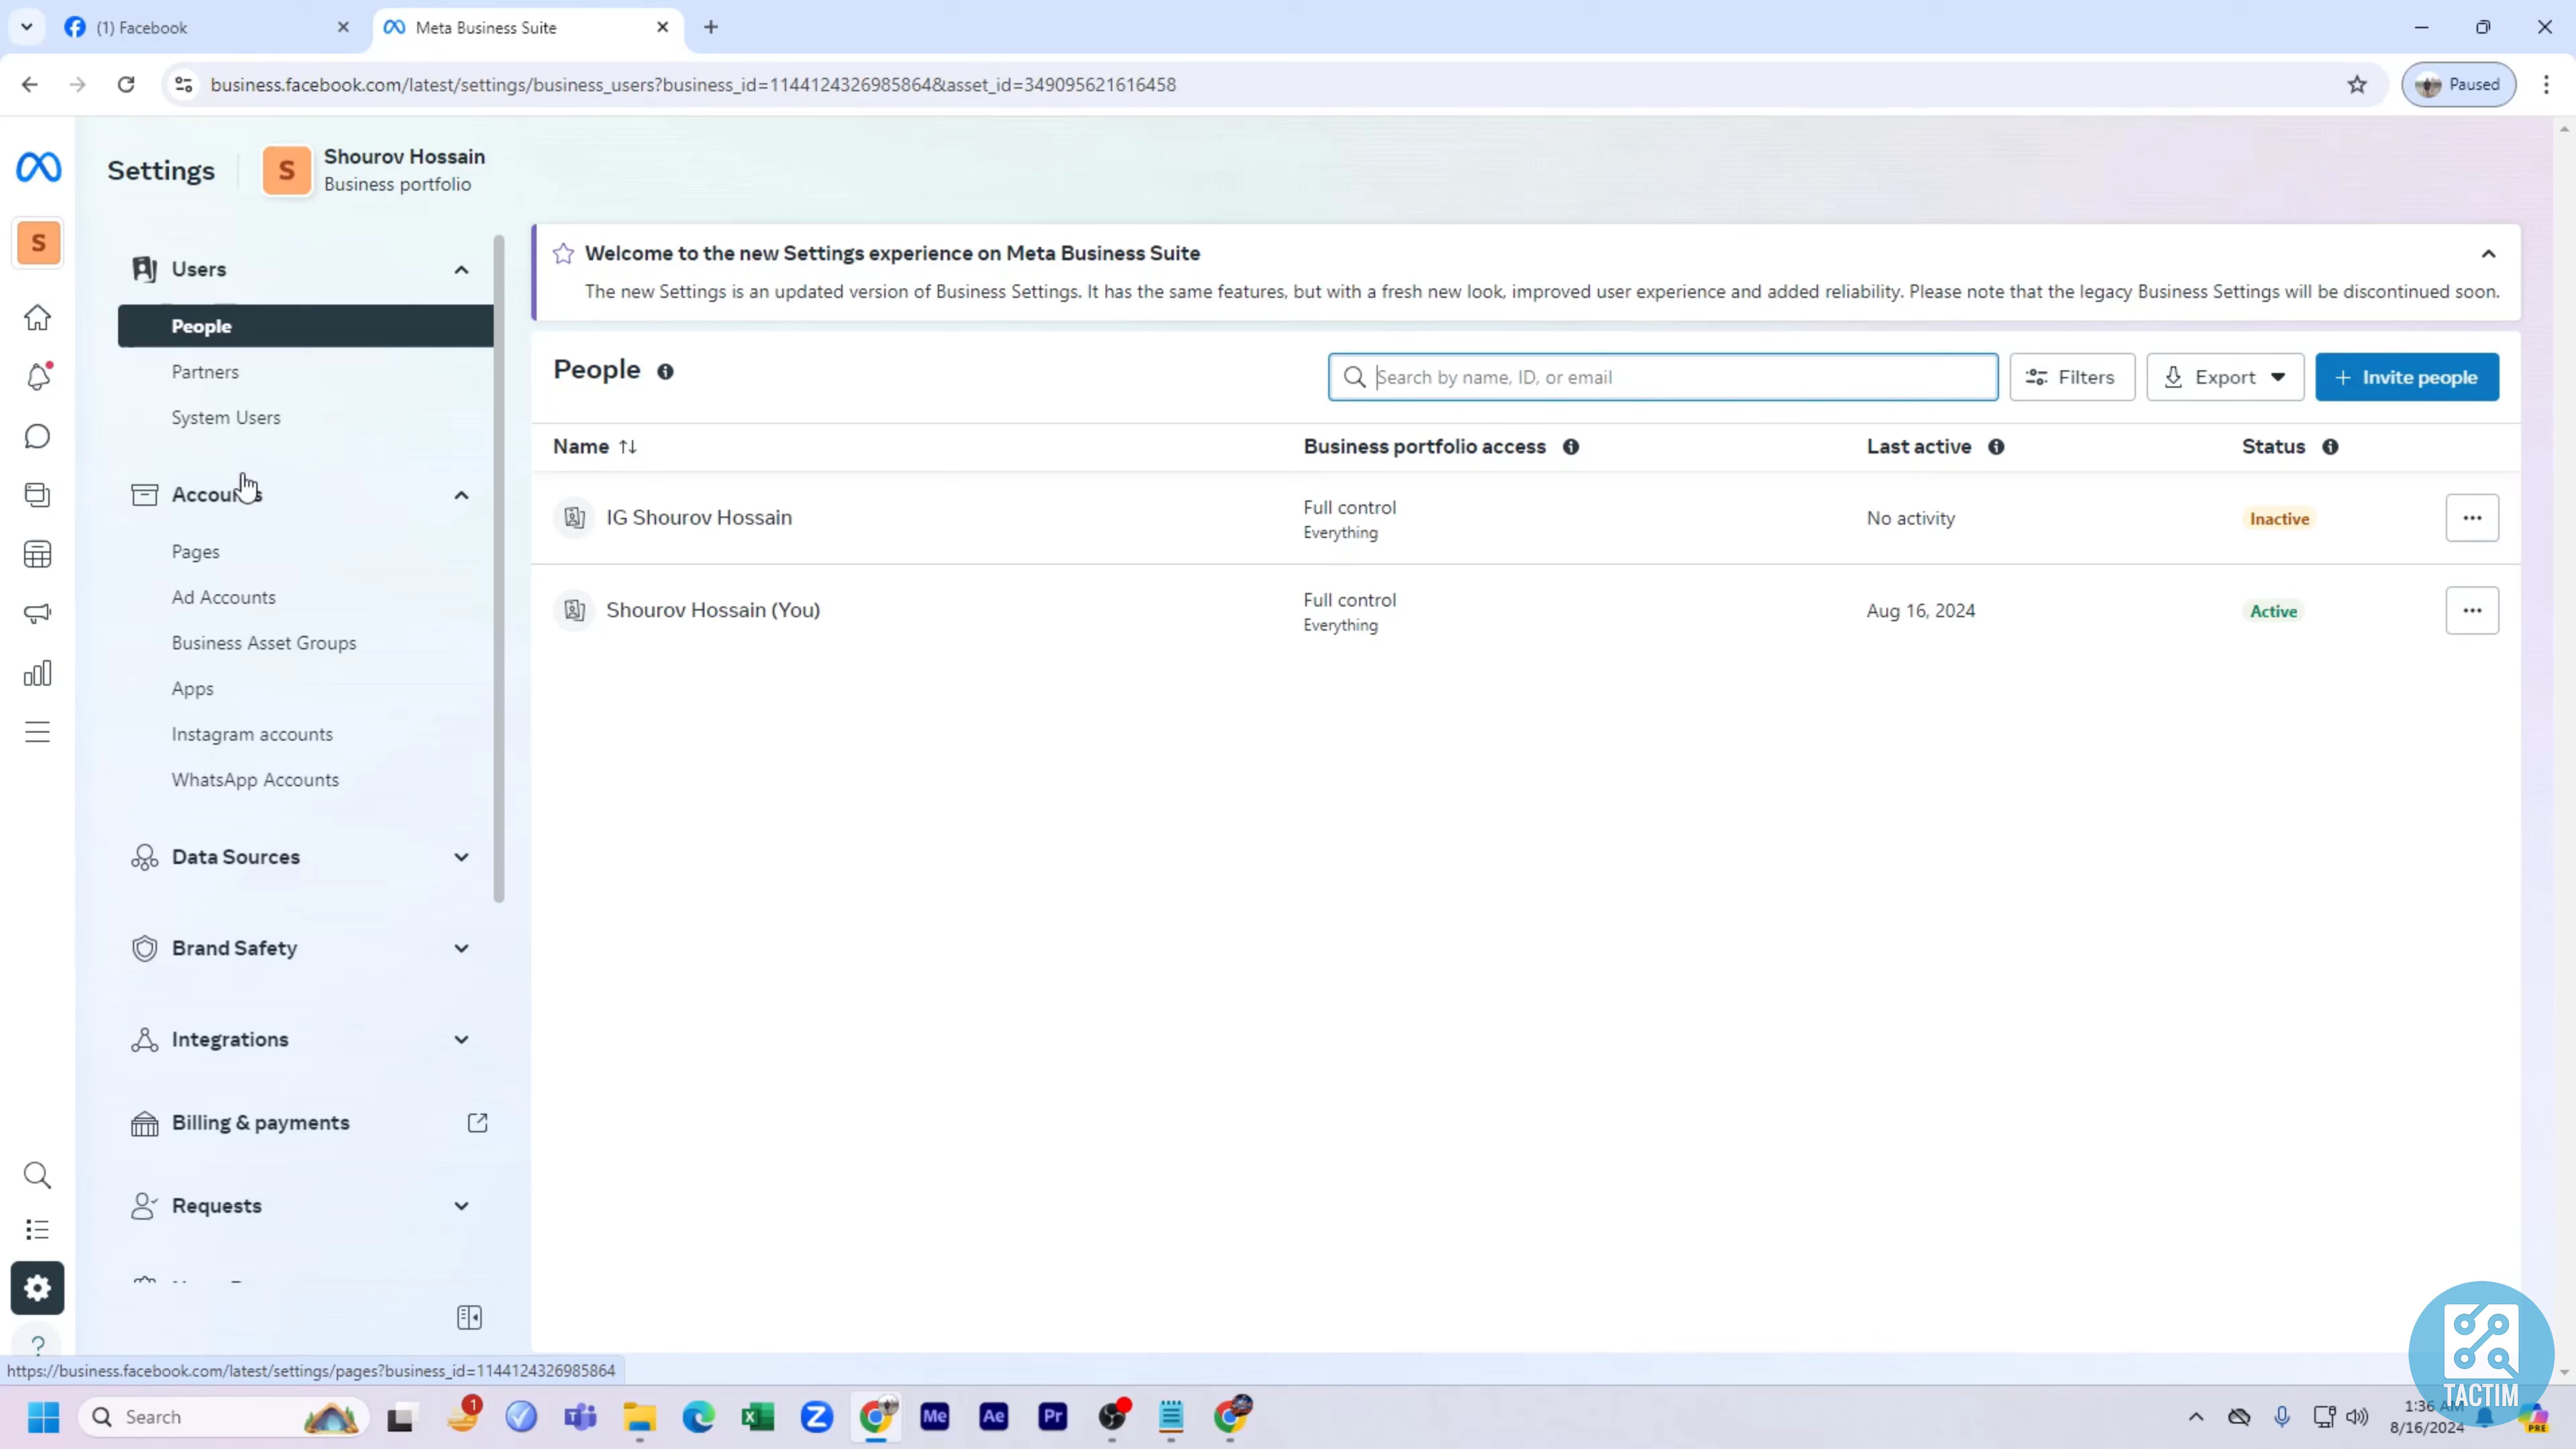 (1) Facebook
Meta Business Suite
business.facebook.com/latest/settings/business_users?business_id=1144124326985864&asset_id=349095621616458
Paused
Settings
S
Shourov Hossain
Business portfolio
S
Users
People
Partners
System Users
Accounts
Pages
Ad Accounts
Business Asset Groups
Apps
Instagram accounts
WhatsApp Accounts
Data Sources
Brand Safety
Integrations
Billing & payments
Requests
Welcome to the new Settings experience on Meta Business Suite
The new Settings is an updated version of Business Settings. It has the same features, but with a fresh new look, improved user experience and added reliability. Please note that the legacy Business Settings will be discontinued soon.
People
Search by name, ID, or email
Filters
Export
+ Invite people
Name
Business portfolio access
Last active
Status
IG Shourov Hossain
Full control
Everything
No activity
Inactive
Shourov Hossain (You)
Full control
Everything
Aug 16, 2024
Active
https://business.facebook.com/latest/settings/pages?business_id=1144124326985864
Search
1
Me
Ae
Pr
1:36 AM
8/16/2024
PRE
TACTIM